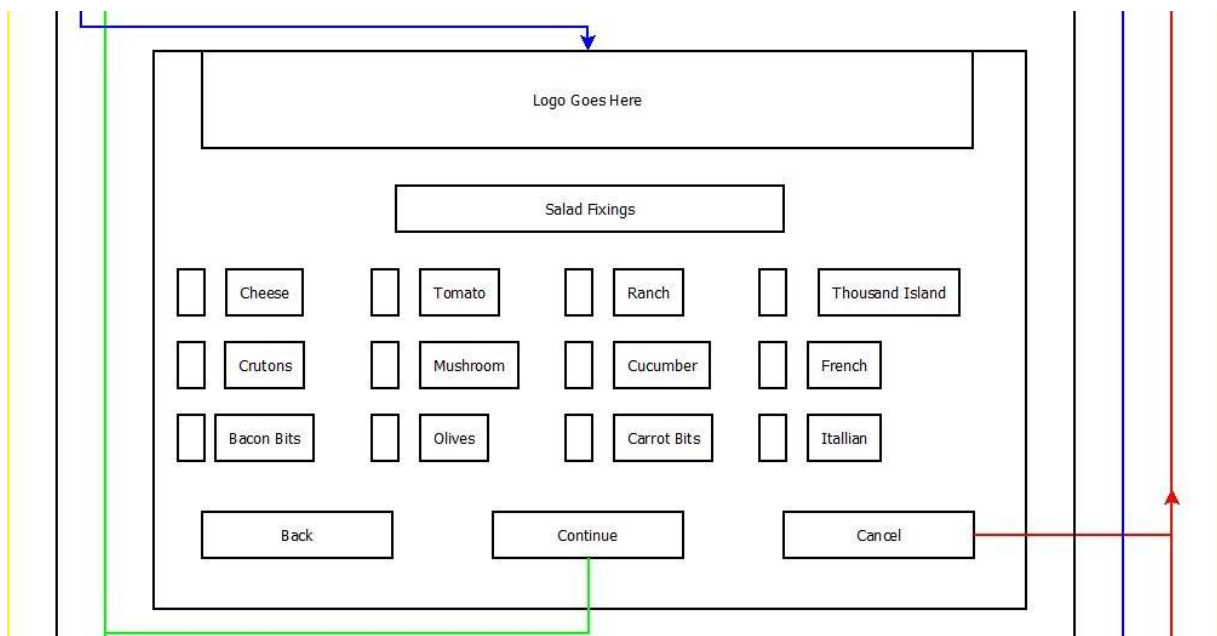 Logo Goes Here
Salad Fixings
Cheese Tomato Ranch Thousand Island
Crutons Mushroom Cucumber French
Bacon Bits Olives Carrot Bits Itallian
Back Continue Cancel